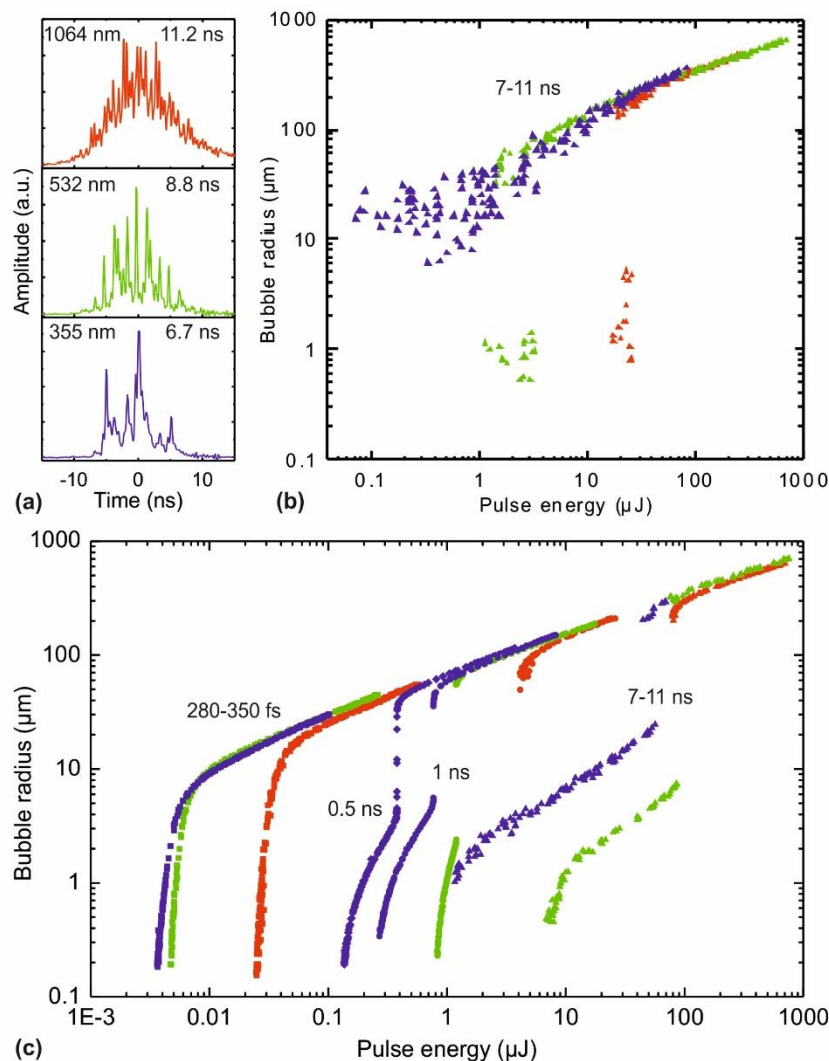 1064 nm 11.2 ns
532 nm 8.8 ns
355 nm 6.7 ns
Amplitude (a.u.)
-10 0 10
Time (ns)
(a)
1000
100
10
1
0.1
Bubble radius (μm)
7-11 ns
0.1 1 10 100 1000
Pulse energy (μJ)
(b)
1000
100
10
1
0.1
Bubble radius (μm)
280-350 fs
0.5 ns
1 ns
7-11 ns
1E-3 0.01 0.1 1 10 100 1000
Pulse energy (μJ)
(c)